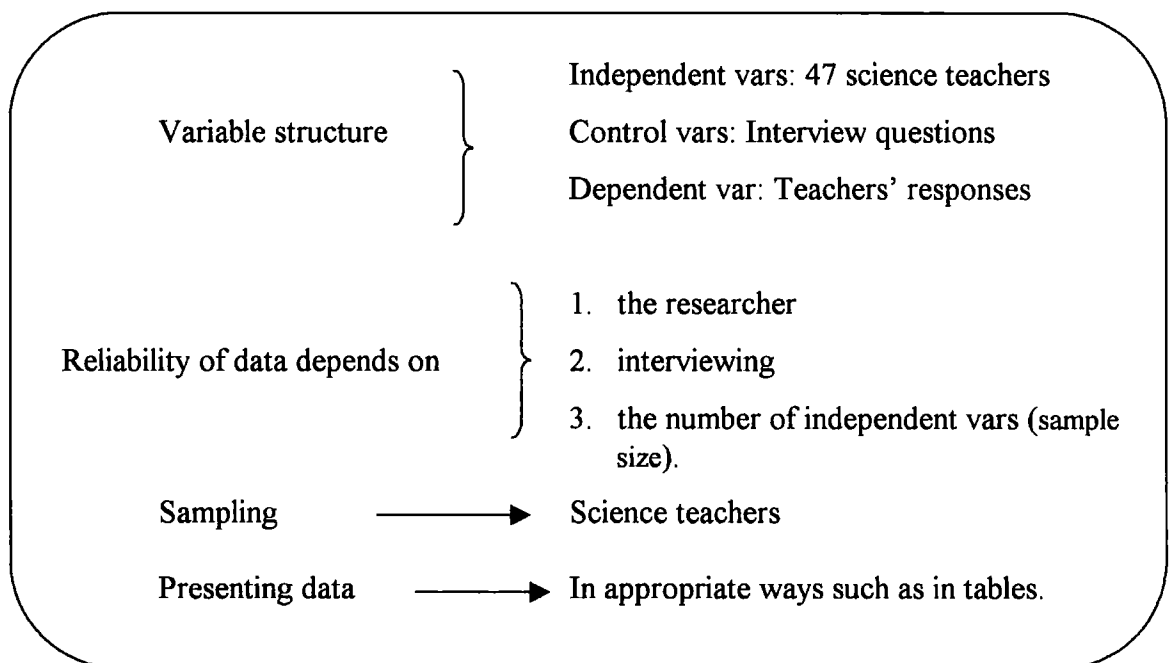 Independent vars: 47 science teachers
Variable structure
Control vars: Interview questions
Dependent var: Teachers’ responses
1. the researcher
Reliability of data depends on
2. interviewing
3. the number of independent vars (sample
size).
Sampling
Science teachers
Presenting data
In appropriate ways such as in tables.